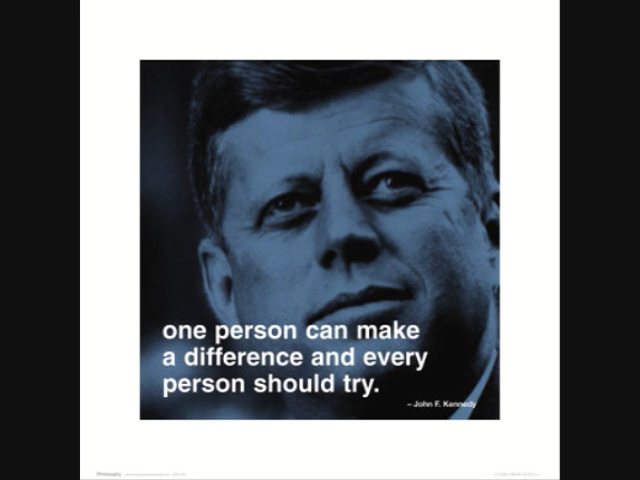 one person can make
a difference and every
person should try.
– John F. Kennedy